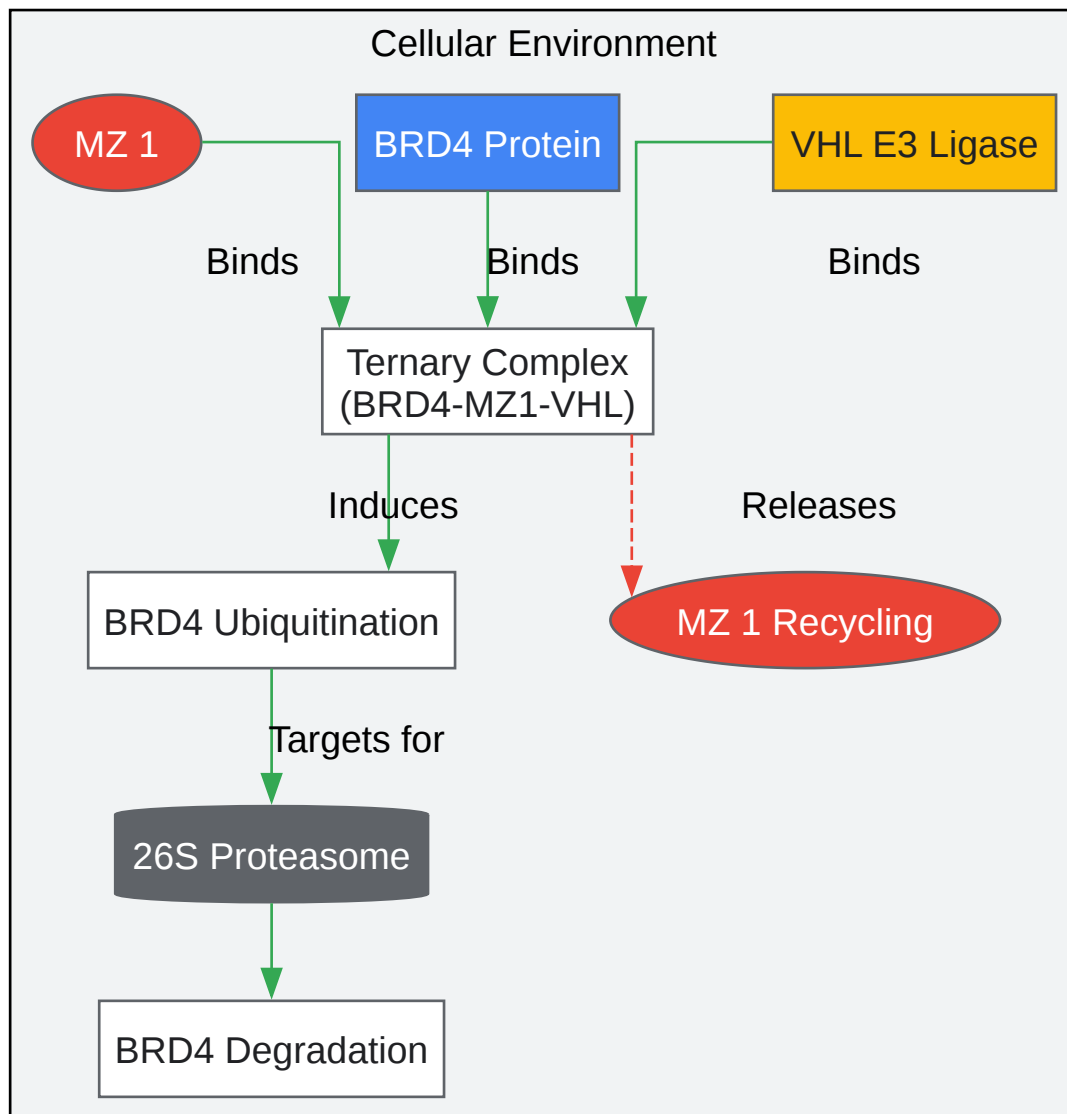 Cellular Environment
MZ 1
BRD4 Protein
VHL E3 Ligase
Binds
Binds
Binds
Ternary Complex
(BRD4-MZ1-VHL)
Induces
Releases
BRD4 Ubiquitination
MZ 1 Recycling
Targets for
26S Proteasome
BRD4 Degradation